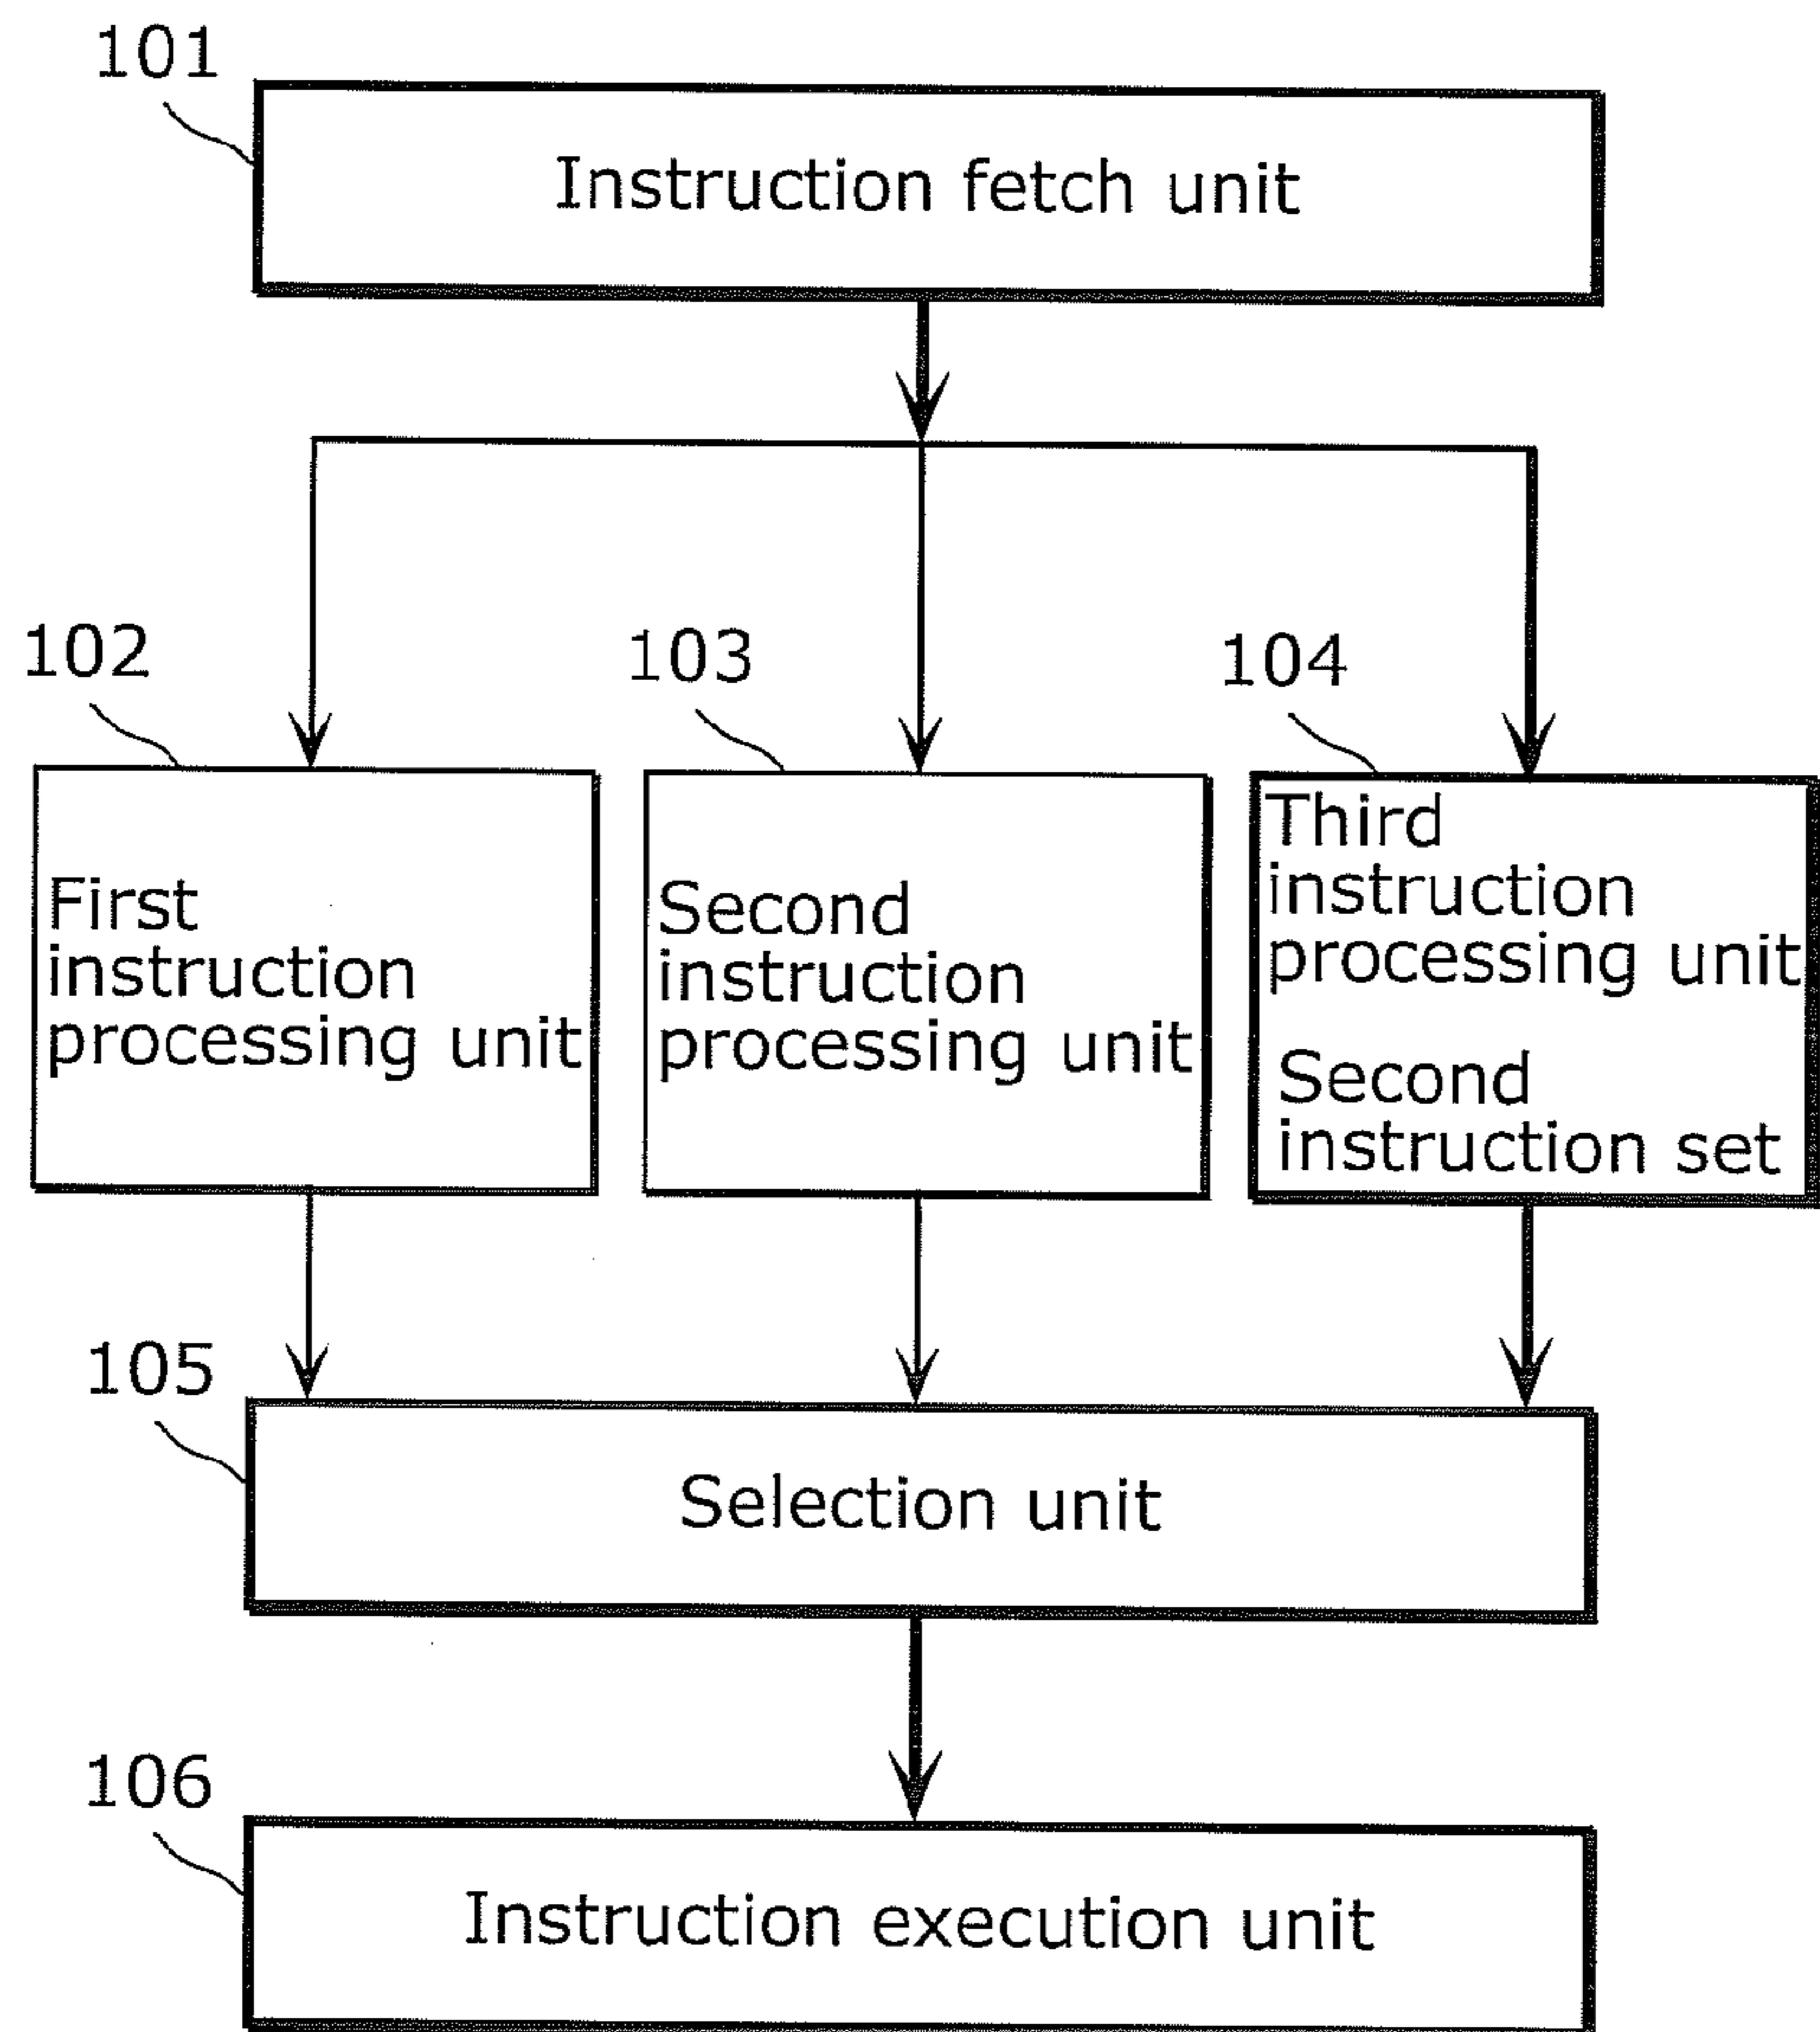 101
Instruction fetch unit
102
103
104
First
instruction
processing unit
Second
instruction
processing unit
Third
instruction
processing unit
Second
instruction set
105
Selection unit
106
Instruction execution unit